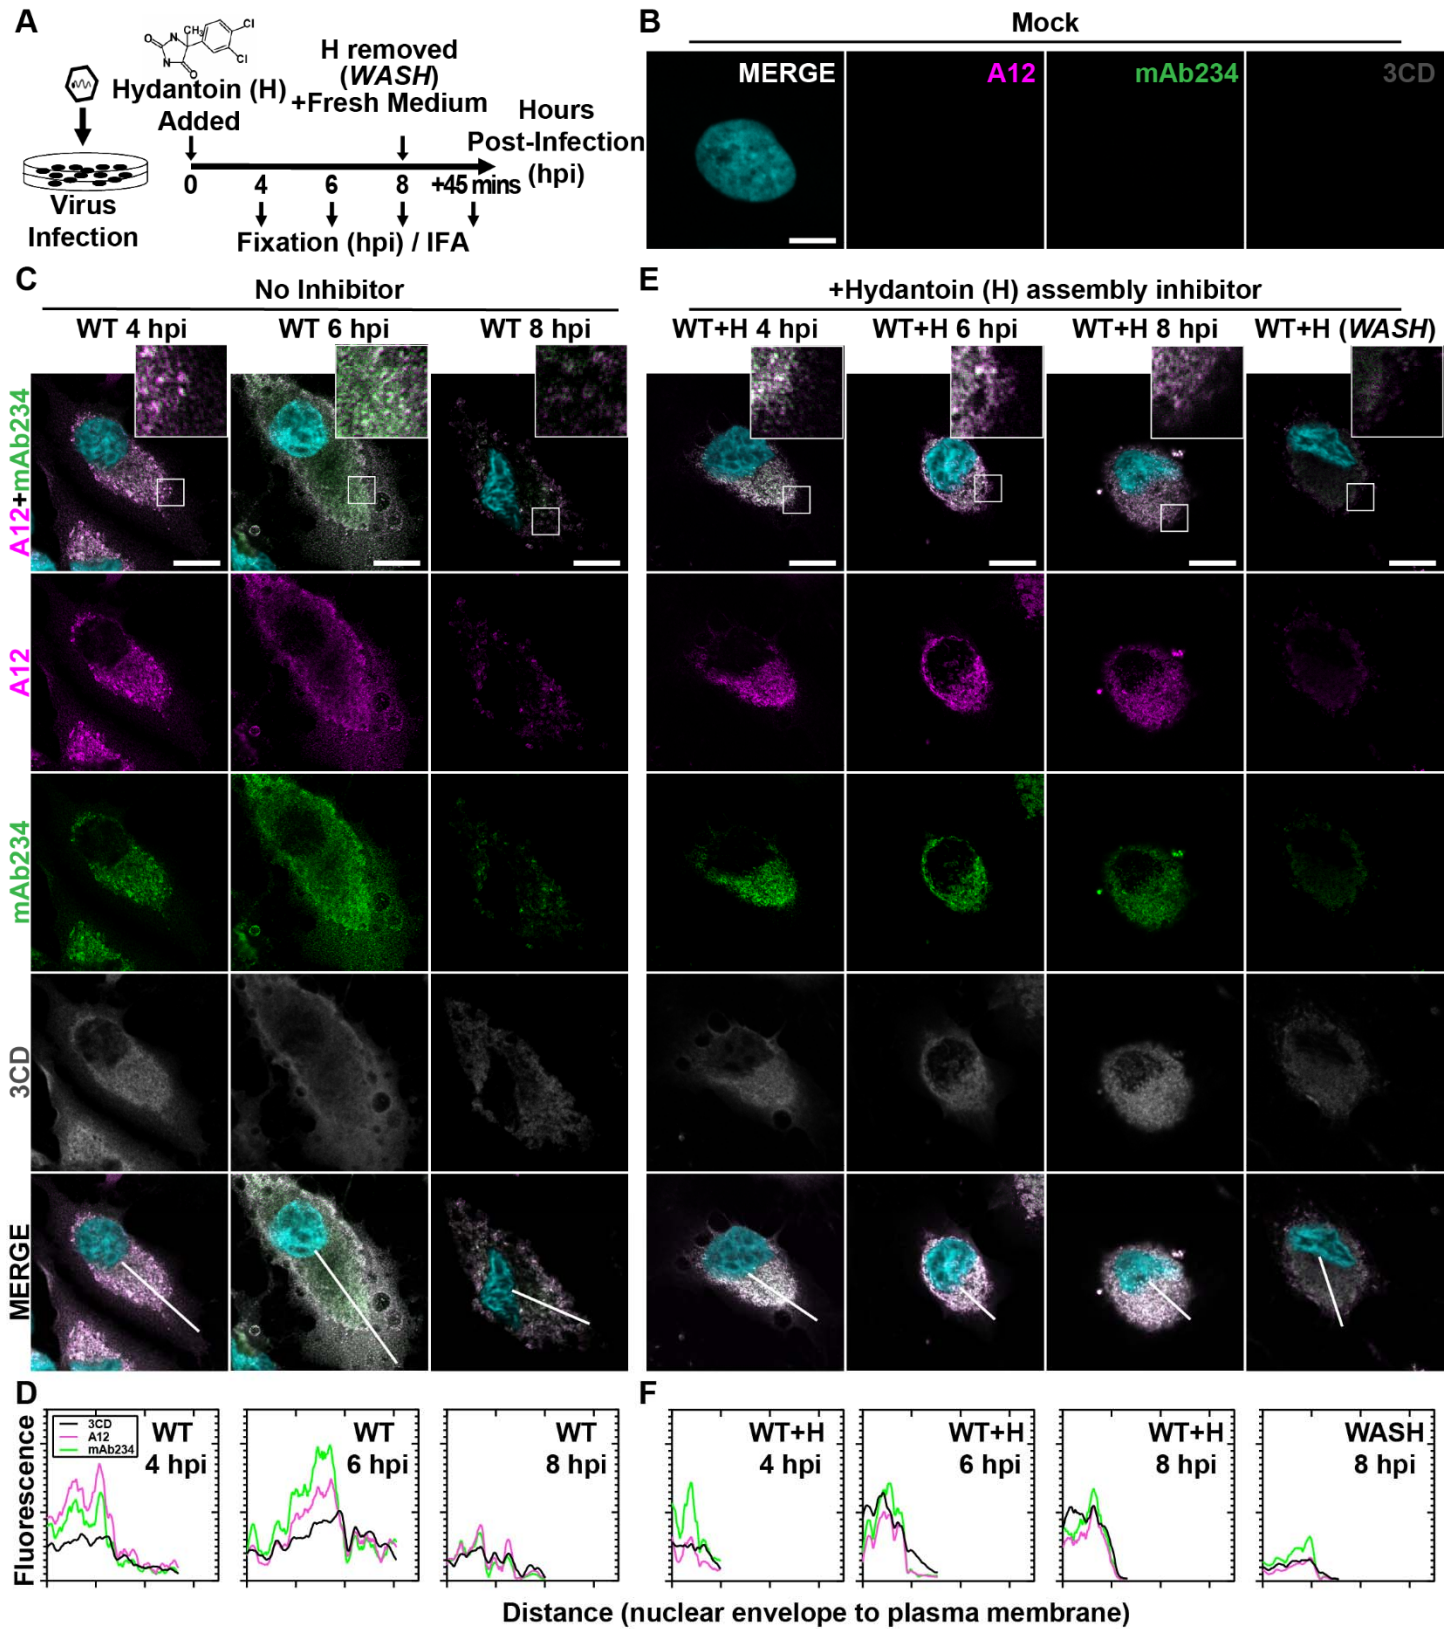 A
CH₃
Cl
Cl
O
N
N
O
Hydantoin (H)
Added
H removed
(WASH)
+Fresh Medium
Hours
Post-Infection
(hpi)
0 4 6 8 +45 mins
Virus
Infection
Fixation (hpi) / IFA
B
Mock
MERGE A12 mAb234 3CD
C
No Inhibitor
WT 4 hpi WT 6 hpi WT 8 hpi
E
+Hydantoin (H) assembly inhibitor
WT+H 4 hpi WT+H 6 hpi WT+H 8 hpi WT+H (WASH)
A12+mAb234
A12
mAb234
3CD
MERGE
D
Fluorescence
3CD
A12
mAb234
WT
4 hpi
WT
6 hpi
WT
8 hpi
F
WT+H
4 hpi
WT+H
6 hpi
WT+H
8 hpi
WASH
8 hpi
Distance (nuclear envelope to plasma membrane)